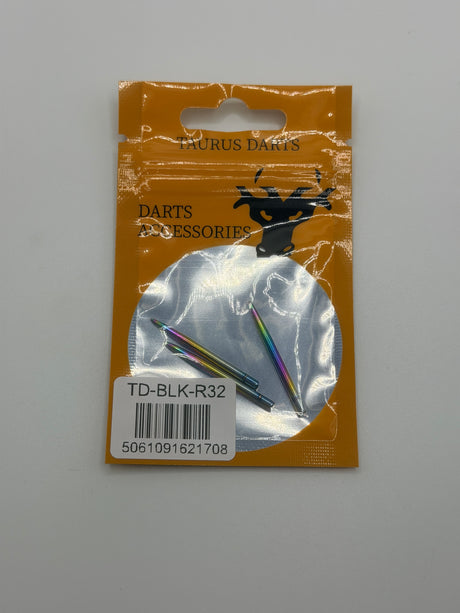 TAURUS DARTS
DARTS
ACCESSORIES
TD-BLK-R32
5061091621708